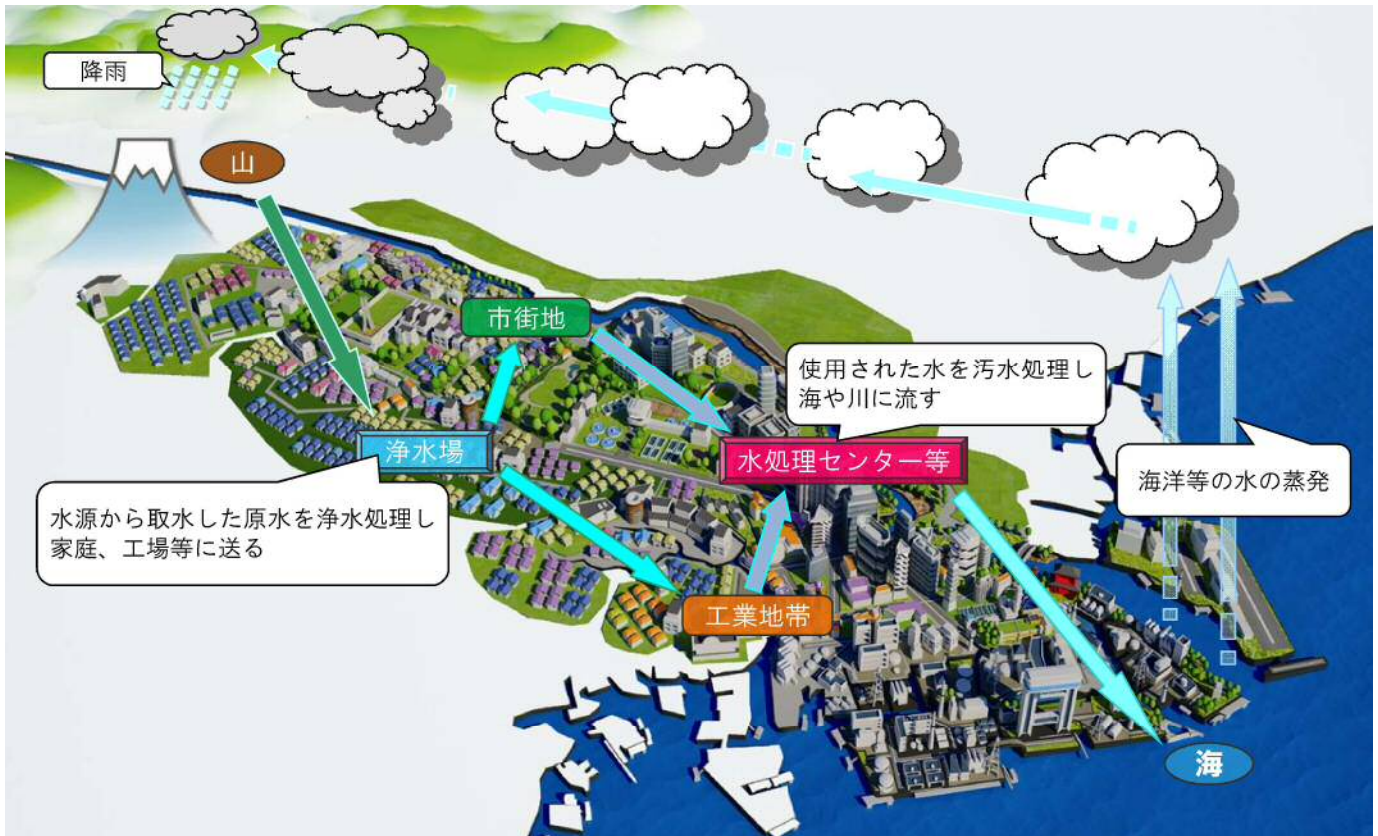 降雨
山
市街地
使用された水を汚水処理し
海や川に流す
浄水場
水処理センター等
海洋等の水の蒸発
水源から取水した原水を浄水処理し
家庭、工場等に送る
工業地帯
海